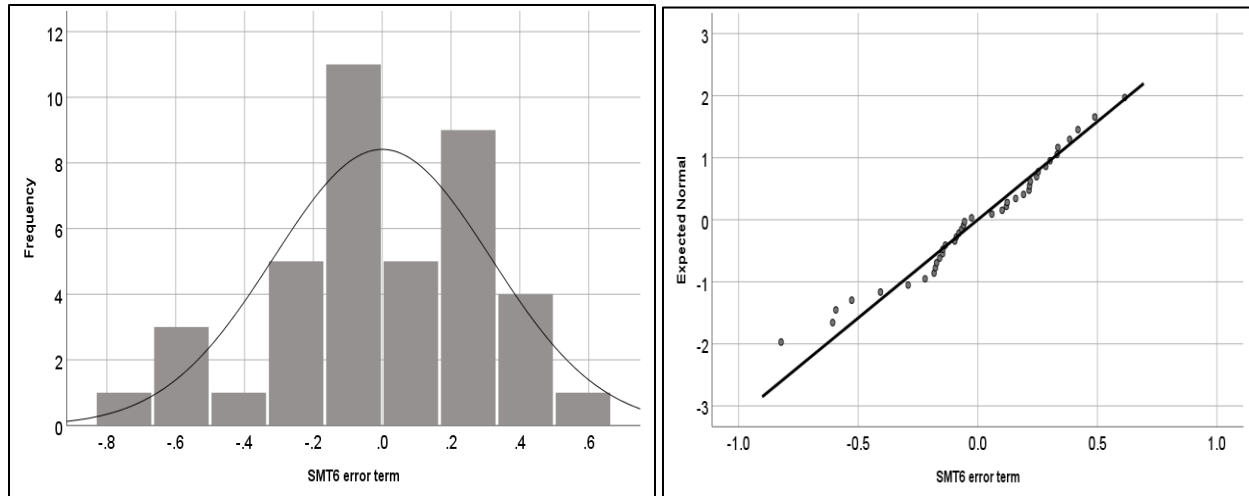 Frequency
12
10
8
6
4
2
0
-.8 -.6 -.4 -.2 .0 .2 .4 .6
SMT6 error term
Expected Normal
3
2
1
0
-1
-2
-3
-1.0 -0.5 0.0 0.5 1.0
SMT6 error term